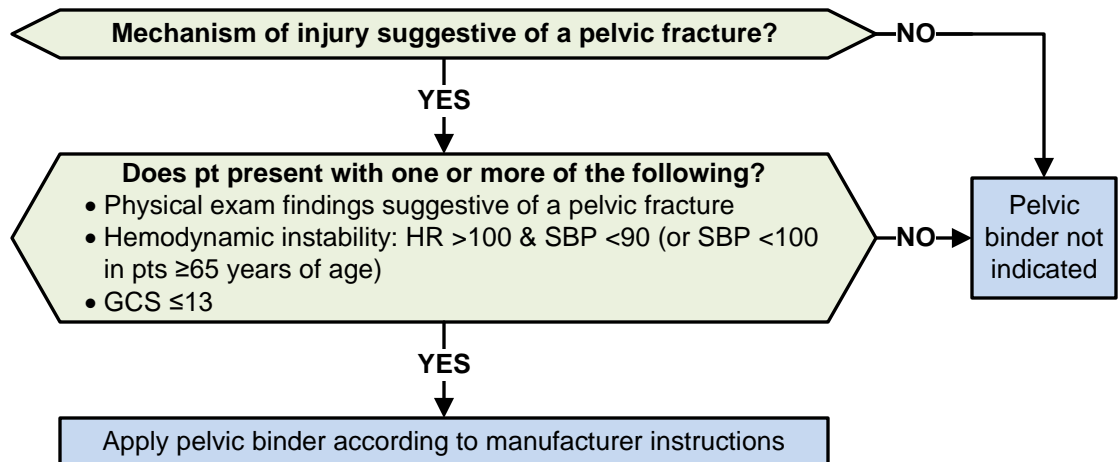 Mechanism of injury suggestive of a pelvic fracture?
NO
YES
Does pt present with one or more of the following?
• Physical exam findings suggestive of a pelvic fracture
• Hemodynamic instability: HR >100 & SBP <90 (or SBP <100
in pts ≥65 years of age)
• GCS ≤13
NO
Pelvic
binder not
indicated
YES
Apply pelvic binder according to manufacturer instructions